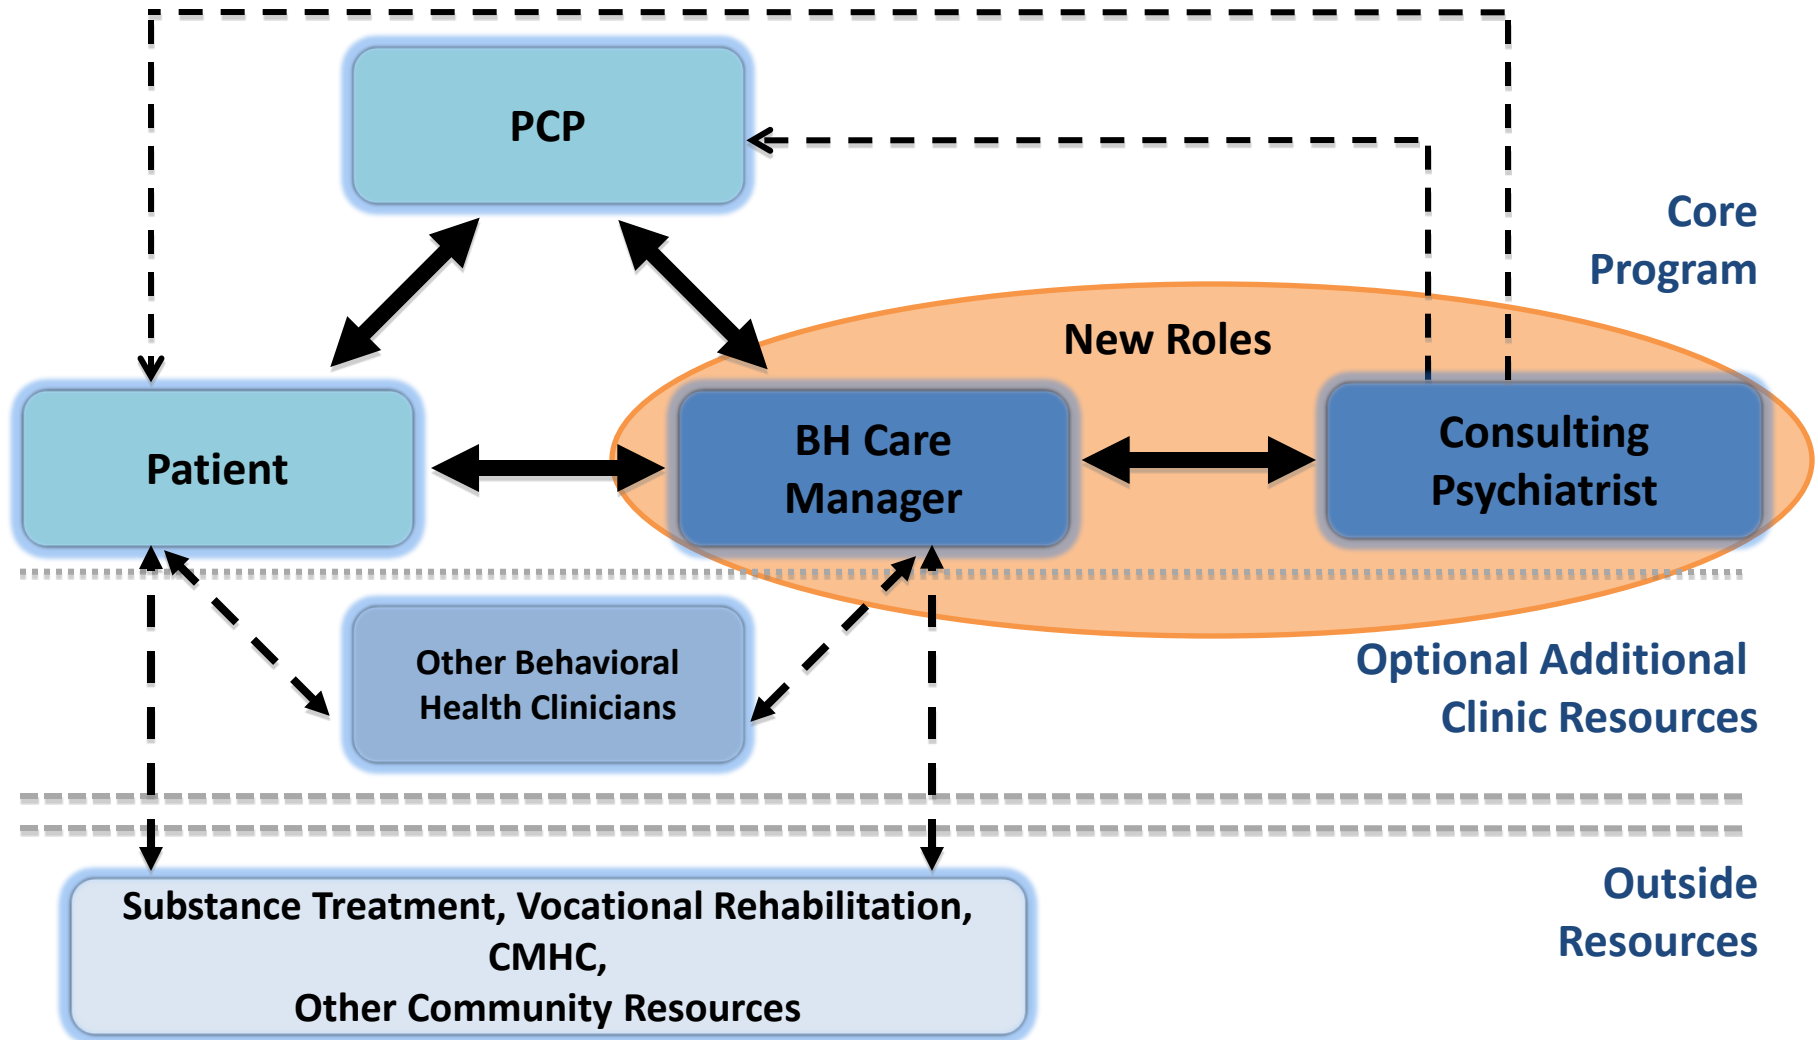 PCP
Core
Program
New Roles
Patient
BH Care
Manager
Consulting
Psychiatrist
Other Behavioral
Health Clinicians
Optional Additional
Clinic Resources
Substance Treatment, Vocational Rehabilitation,
CMHC,
Other Community Resources
Outside
Resources